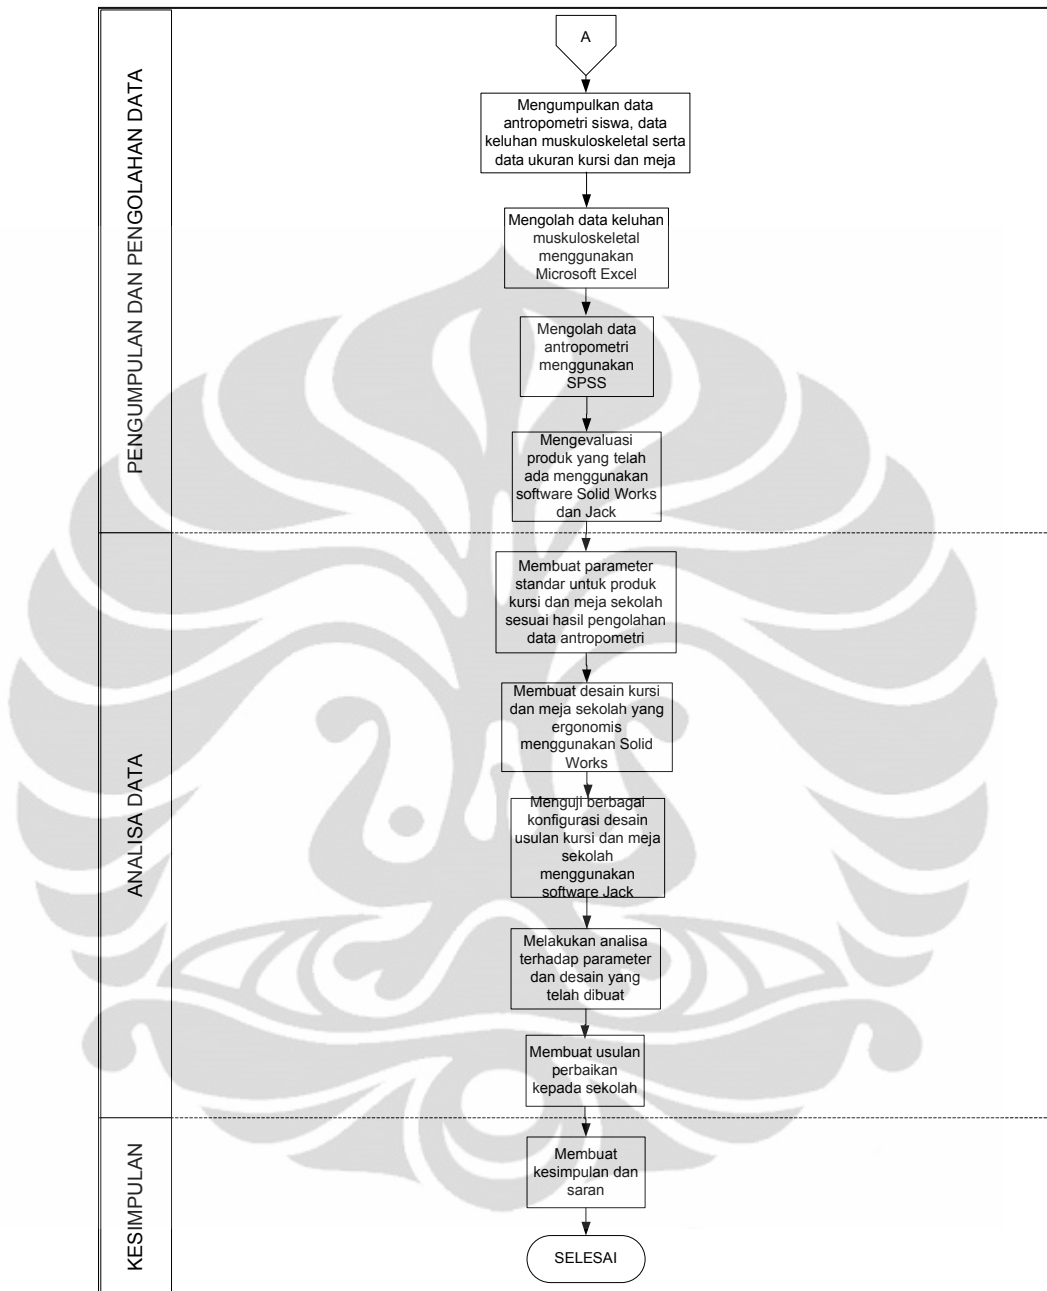 A
PENGUMPULAN DAN PENGOLAHAN DATA
Mengumpulkan data
antropometri siswa, data
keluhan muskuloskeletal serta
data ukuran kursi dan meja
Mengolah data keluhan
muskuloskeletal
menggunakan
Microsoft Excel
Mengolah data
antropometri
menggunakan
SPSS
Mengevaluasi
produk yang telah
ada menggunakan
software Solid Works
dan Jack
ANALISA DATA
Membuat parameter
standar untuk produk
kursi dan meja sekolah
sesuai hasil pengolahan
data antropometri
Membuat desain kursi
dan meja sekolah yang
ergonomis
menggunakan Solid
Works
Menguji berbagai
konfigurasi desain
usulan kursi dan meja
sekolah
menggunakan
software Jack
Melakukan analisa
terhadap parameter
dan desain yang
telah dibuat
Membuat usulan
perbaikan
kepada sekolah
KESIMPULAN
Membuat
kesimpulan dan
saran
SELESAI